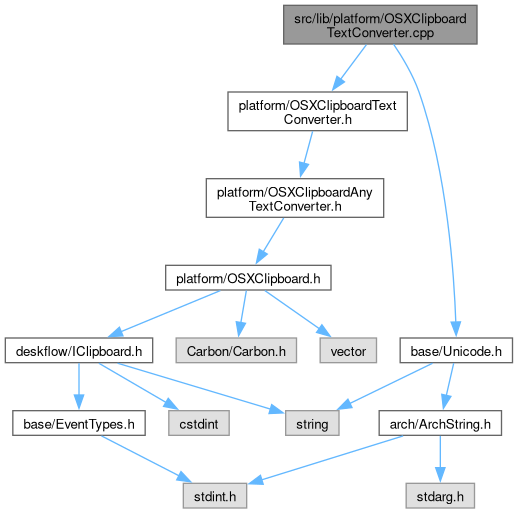 src/lib/platform/OSXClipboard
TextConverter.cpp
platform/OSXClipboardText
Converter.h
platform/OSXClipboardAny
TextConverter.h
platform/OSXClipboard.h
deskflow/IClipboard.h
Carbon/Carbon.h
vector
base/Unicode.h
base/EventTypes.h
cstdint
string
arch/ArchString.h
stdint.h
stdarg.h